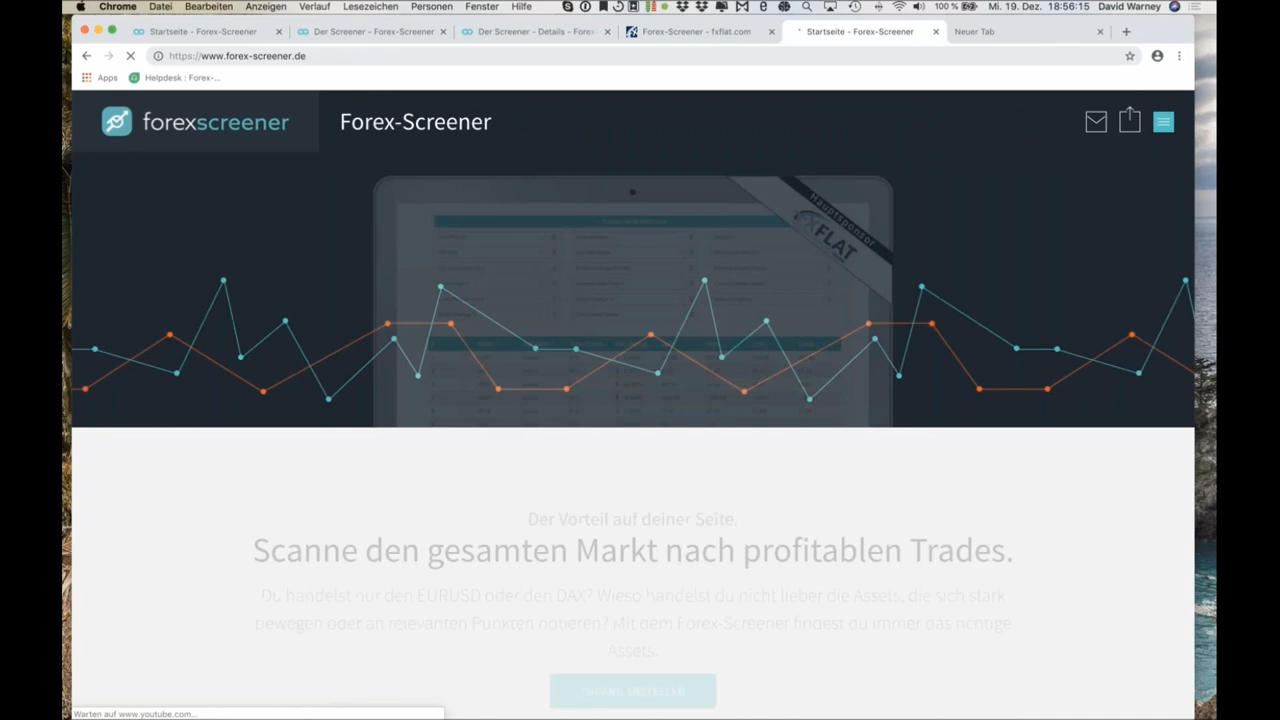 Chrome Datei Bearbeiten Anzeigen Verlauf Lesezeichen Personen Fenster Hilfe 100 % Mi. 19. Dez. 18:56:15 David Warney
Startseite - Forex-Screener Der Screener - Forex-Screener Der Screener - Details - Forex- Forex-Screener - fxflat.com Startseite - Forex-Screener Neuer Tab
https://www.forex-screener.de
Apps Helpdesk : Forex-...
forexscreener Forex-Screener
Hauptsponsor
FXFLAT
Der Vorteil auf deiner Seite.
Scanne den gesamten Markt nach profitablen Trades.
Du handelst nur den EURUSD oder den DAX? Wieso handelst du nicht lieber die Assets, die sich stark
bewegen oder an relevanten Punkten notieren? Mit dem Forex-Screener findest du immer das richtige
Assets.
Warten auf www.youtube.com...